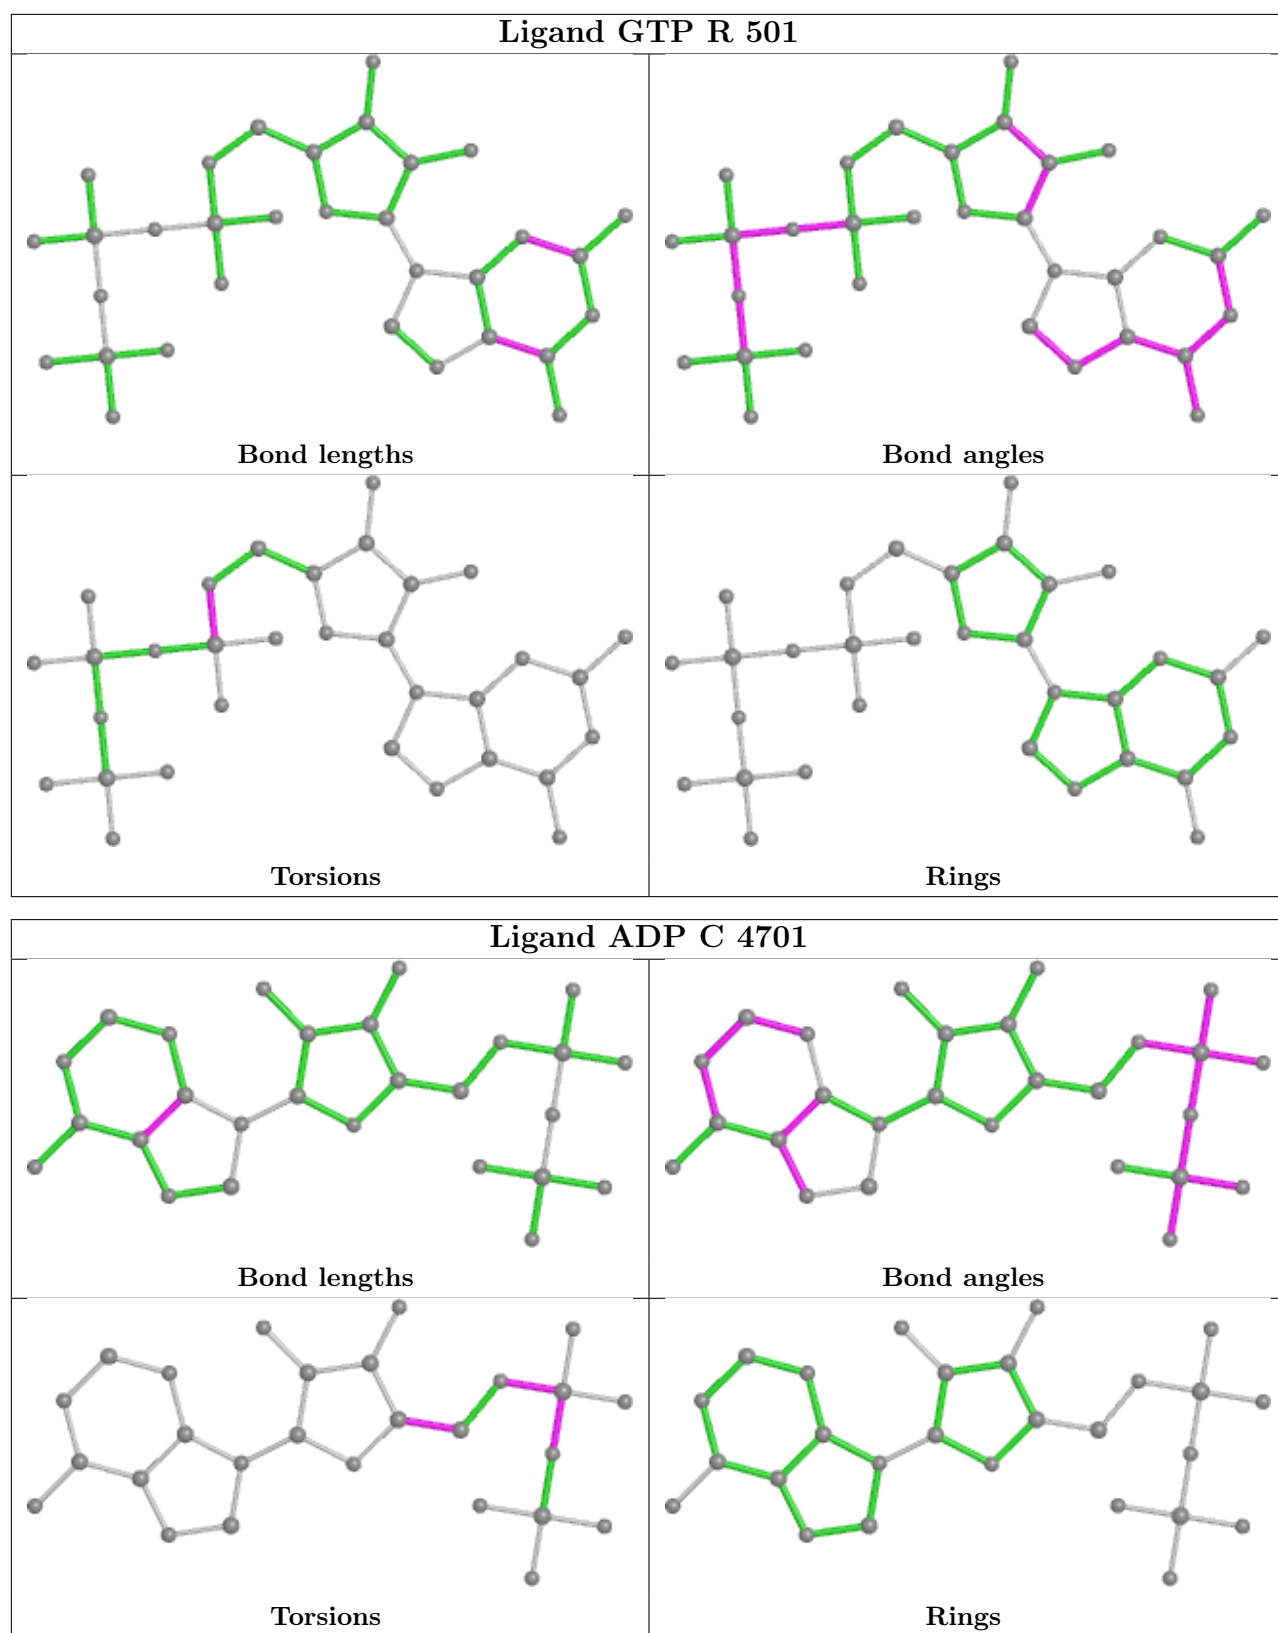 Ligand GTP R 501
Bond lengths
Bond angles
Torsions
Rings
Ligand ADP C 4701
Bond lengths
Bond angles
Torsions
Rings